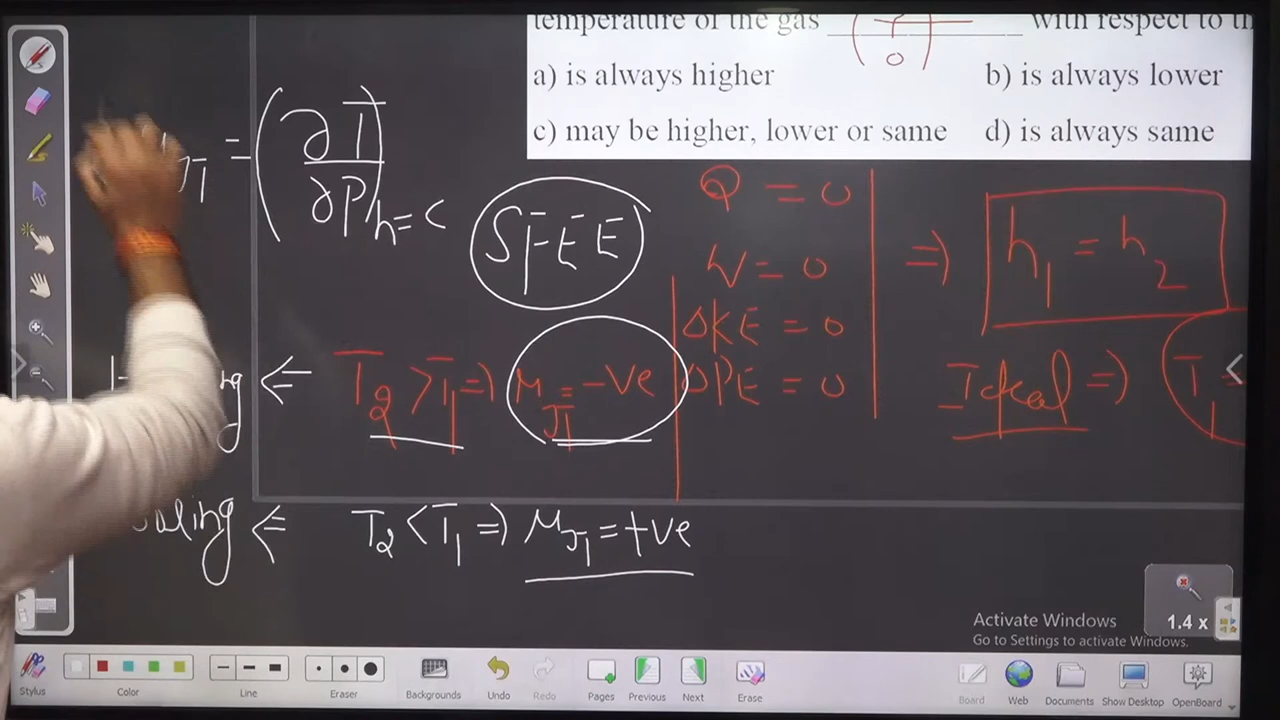 temperature of the gas with respect to
a) is always higher b) is always lower
c) may be higher, lower or same d) is always same
JT = (∂T/∂P)h=c
SFEE
Q = 0
W = 0
ΔKE = 0
ΔPE = 0
=> h1 = h2
Ideal => T1 =
<= T2 > T1 => μJT = -ve
<= T2 < T1 => μJT = +ve
1.4 x
Activate Windows
Go to Settings to activate Windows.
Stylus Color Line Eraser Backgrounds Undo Redo Pages Previous Next Erase Board Web Documents Show Desktop OpenBoard